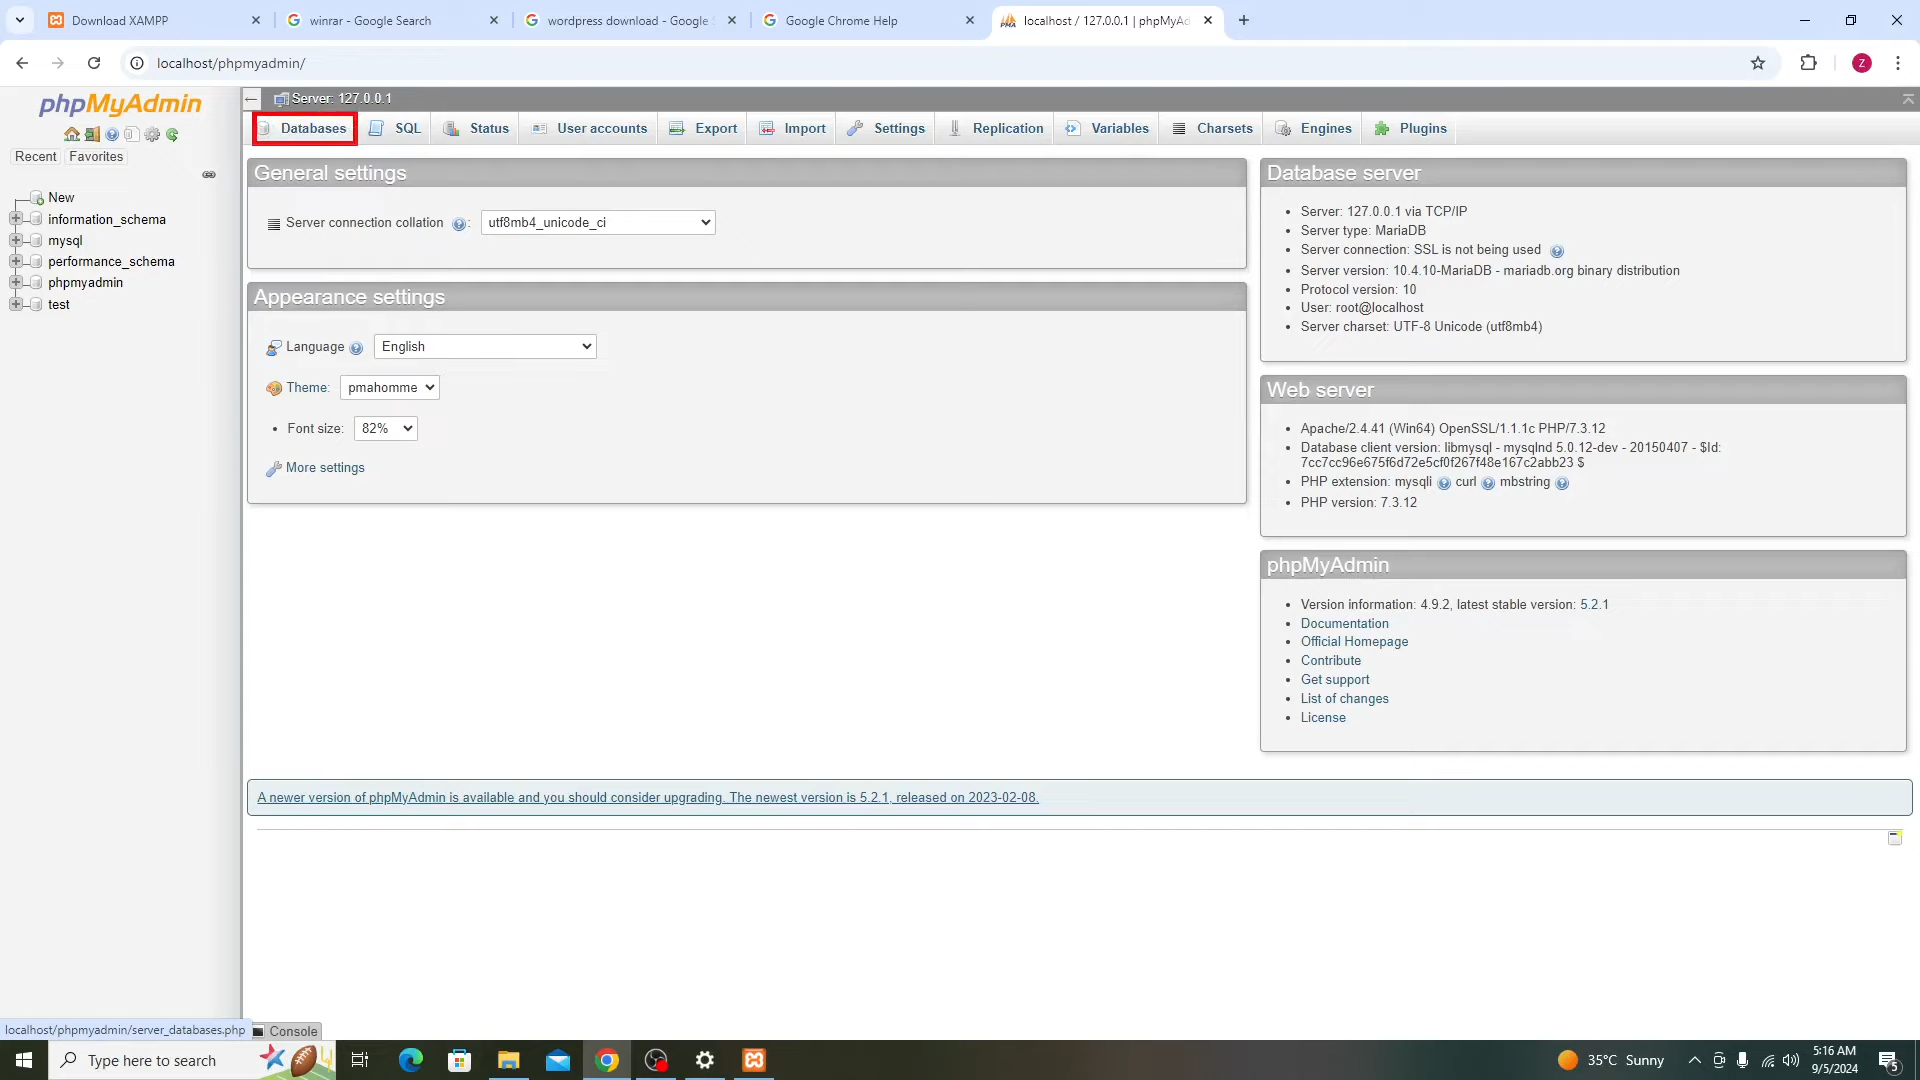 Download XAMPP
winrar - Google Search
wordpress download - Google S
Google Chrome Help
localhost / 127.0.0.1 | phpMyAd
localhost/phpmyadmin/
Z
phpMyAdmin
Recent
Favorites
New
information_schema
mysql
performance_schema
phpmyadmin
test
Server: 127.0.0.1
Databases
SQL
Status
User accounts
Export
Import
Settings
Replication
Variables
Charsets
Engines
Plugins
General settings
Server connection collation :
utf8mb4_unicode_ci
Appearance settings
Language
English
Theme:
pmahomme
• Font size:
82%
More settings
Database server
• Server: 127.0.0.1 via TCP/IP
• Server type: MariaDB
• Server connection: SSL is not being used
• Server version: 10.4.10-MariaDB - mariadb.org binary distribution
• Protocol version: 10
• User: root@localhost
• Server charset: UTF-8 Unicode (utf8mb4)
Web server
• Apache/2.4.41 (Win64) OpenSSL/1.1.1c PHP/7.3.12
• Database client version: libmysql - mysqlnd 5.0.12-dev - 20150407 - $Id:
7cc7cc96e675f6d72e5cf0f267f48e167c2abb23 $
• PHP extension: mysqli curl mbstring
• PHP version: 7.3.12
phpMyAdmin
• Version information: 4.9.2, latest stable version: 5.2.1
• Documentation
• Official Homepage
• Contribute
• Get support
• List of changes
• License
A newer version of phpMyAdmin is available and you should consider upgrading. The newest version is 5.2.1, released on 2023-02-08.
localhost/phpmyadmin/server_databases.php
Console
Type here to search
35°C Sunny
5:16 AM
9/5/2024
5